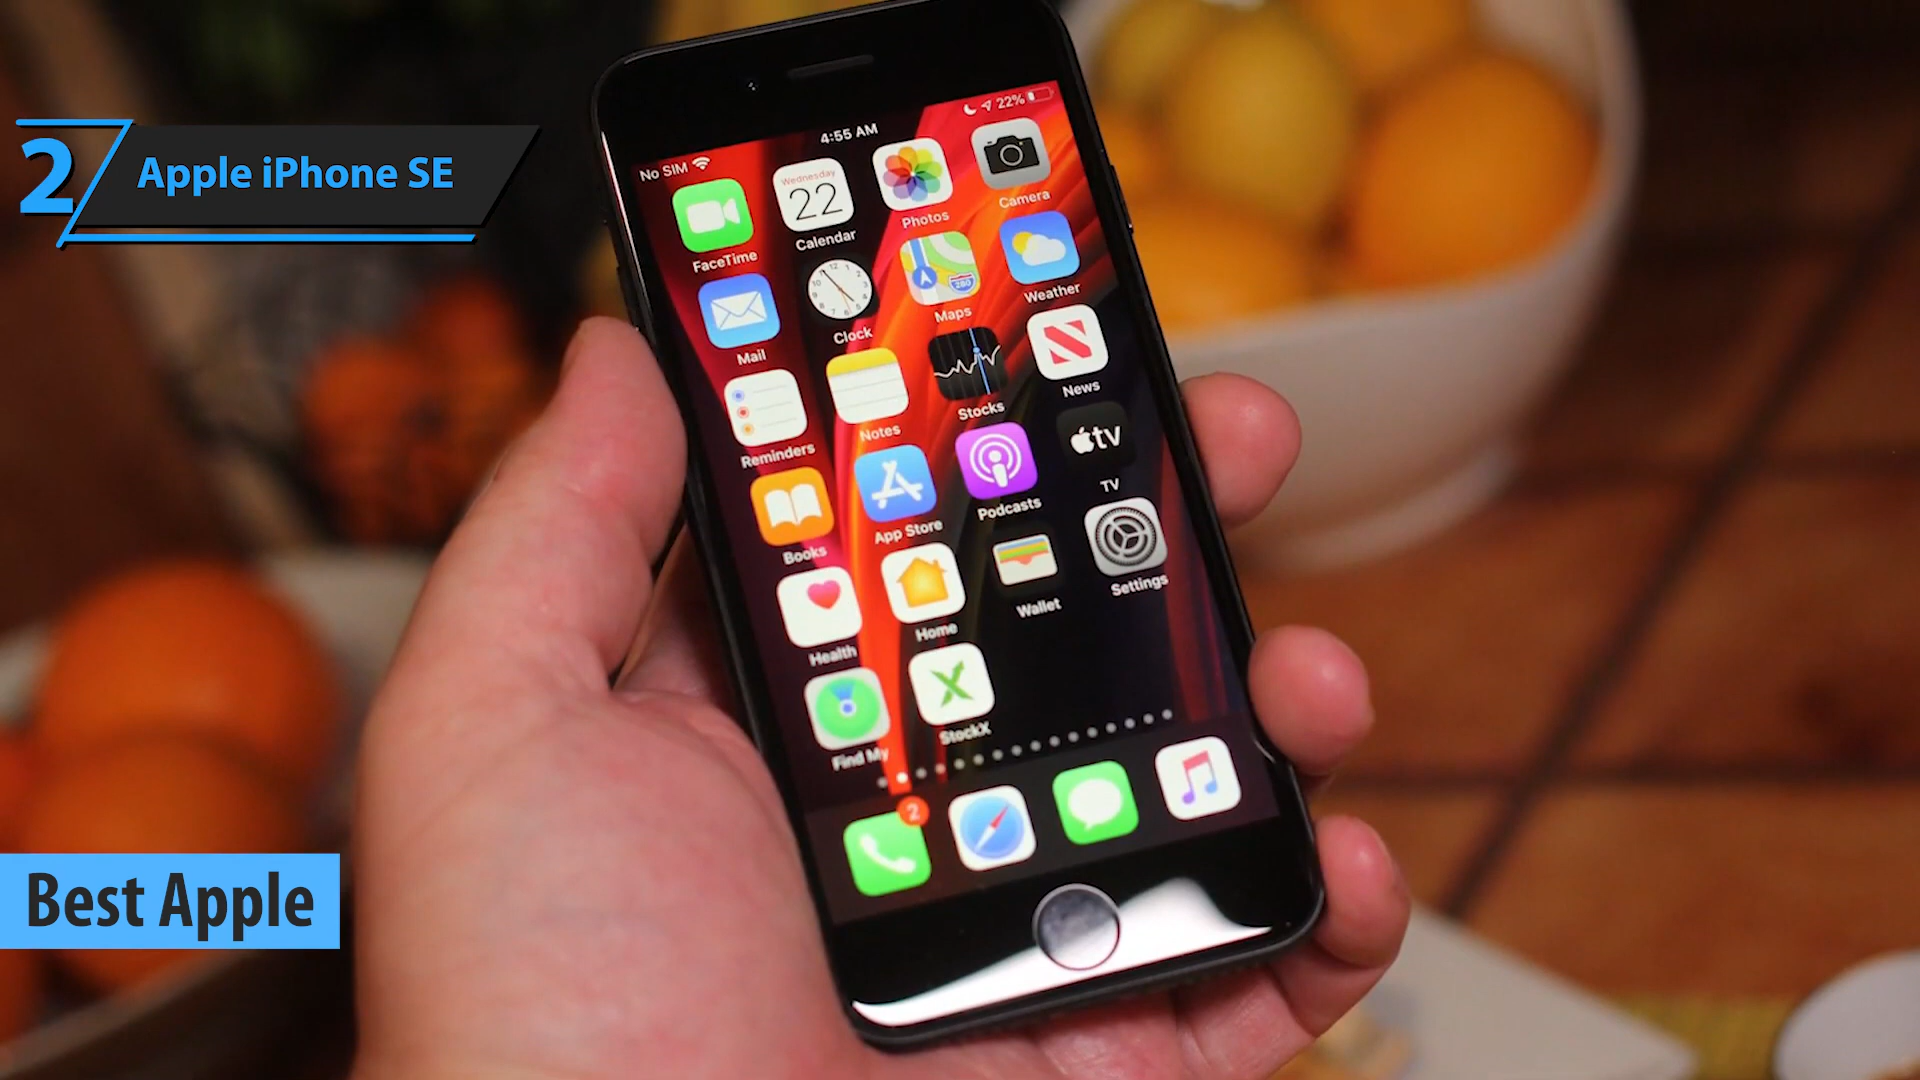 2
Apple iPhone SE
4:55 AM
22%
No SIM
Wednesday
22
FaceTime
Calendar
Photos
Camera
Mail
Clock
280
Maps
Weather
Reminders
Notes
Stocks
News
tv
Books
App Store
Podcasts
TV
Health
Home
Wallet
Settings
Find My
StockX
2
Best Apple